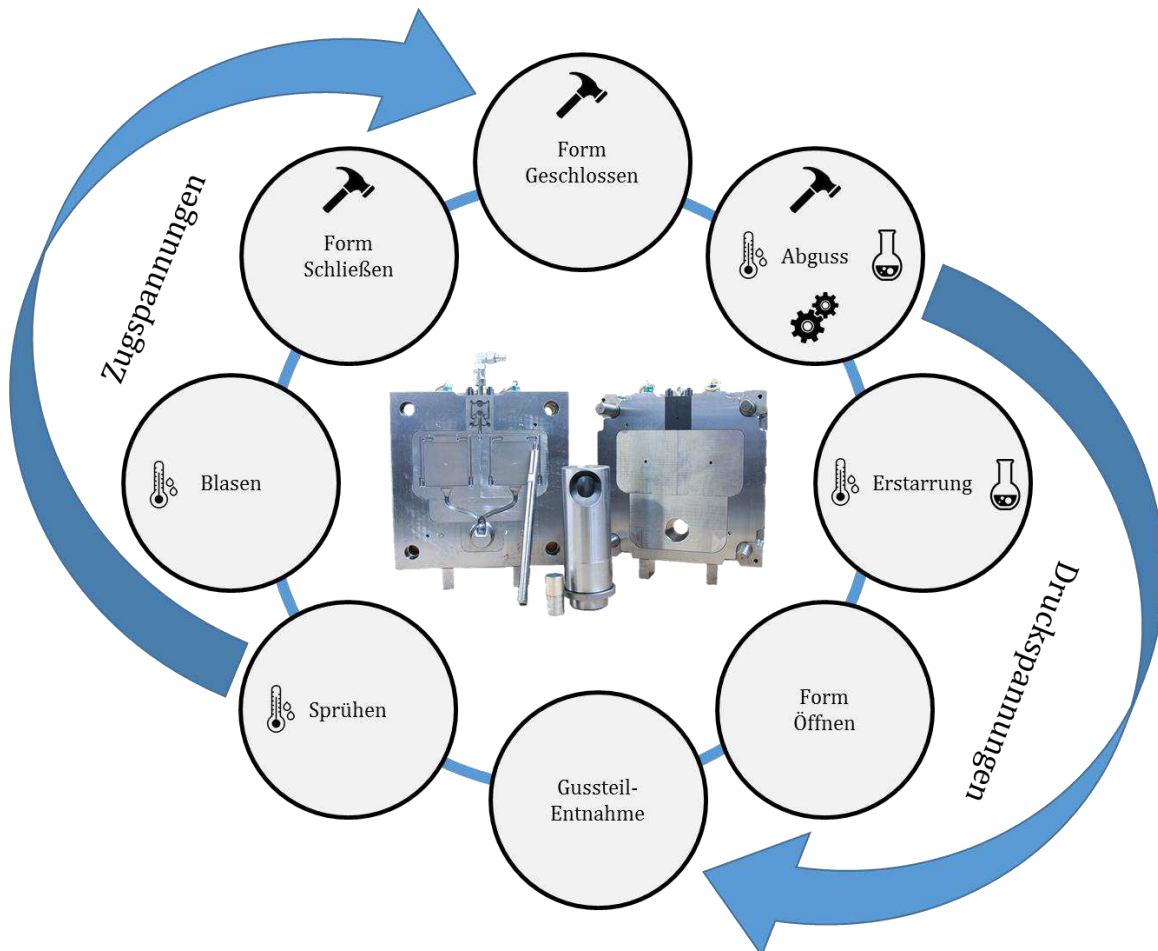 Form
Geschlossen
Abguss
Erstarrung
Form
Öffnen
Gussteil-
Entnahme
Sprühen
Blasen
Form
Schließen
Zugspannungen
Druckspannungen